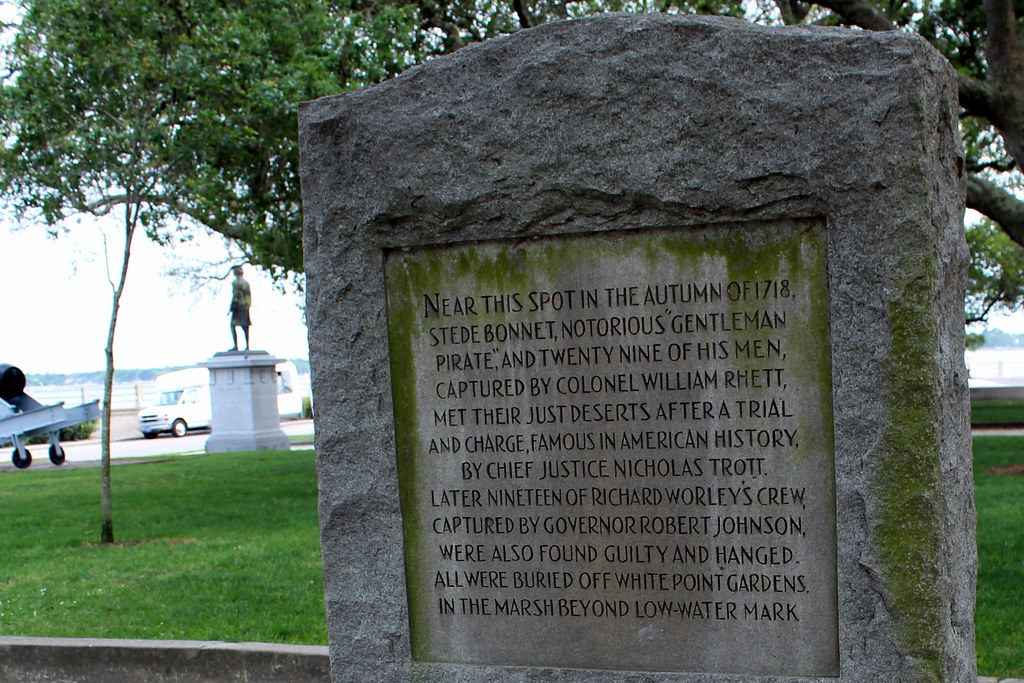 NEAR THIS SPOT IN THE AUTUMN OF 1718,
STEDE BONNET, NOTORIOUS "GENTLEMAN
PIRATE", AND TWENTY NINE OF HIS MEN,
CAPTURED BY COLONEL WILLIAM RHETT,
MET THEIR JUST DESERTS AFTER A TRIAL
AND CHARGE, FAMOUS IN AMERICAN HISTORY,
BY CHIEF JUSTICE NICHOLAS TROTT.
LATER NINETEEN OF RICHARD WORLEY'S CREW,
CAPTURED BY GOVERNOR ROBERT JOHNSON,
WERE ALSO FOUND GUILTY AND HANGED.
ALL WERE BURIED OFF WHITE POINT GARDENS,
IN THE MARSH BEYOND LOW-WATER MARK